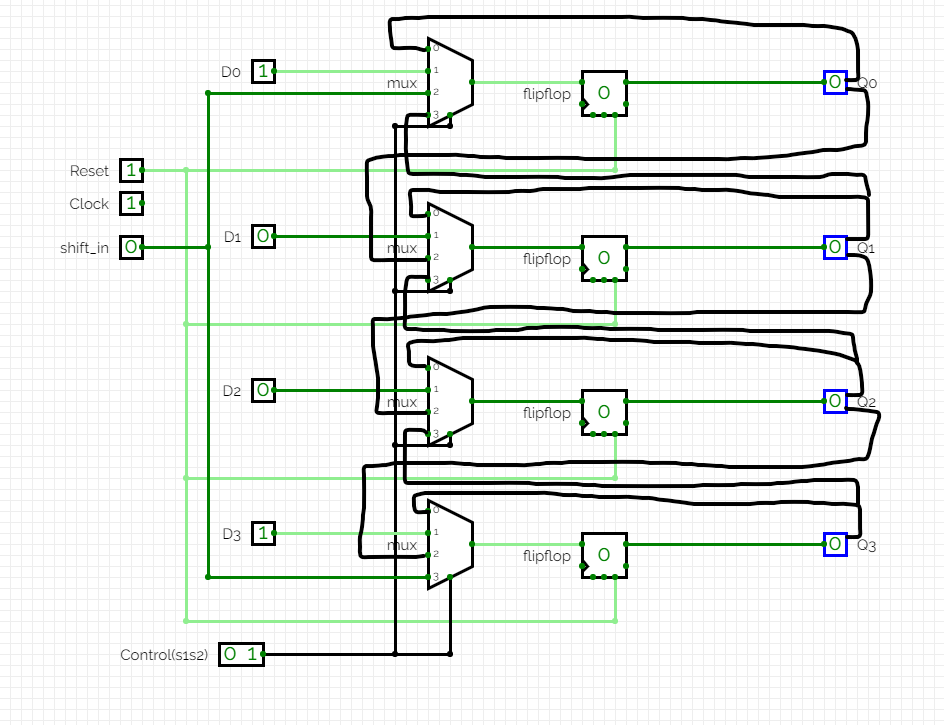 0
D0 1 1
mux 2 0 0 Q0
flipflop
3
Reset 1
Clock 1
0
D1 0 1
shift_in 0 mux 2 0 0 Q1
flipflop
3
0
D2 0 1
mux 2 0 0 Q2
flipflop
3
0
D3 1 1
mux 2 0 0 Q3
flipflop
3
Control(s1s2) 0 1